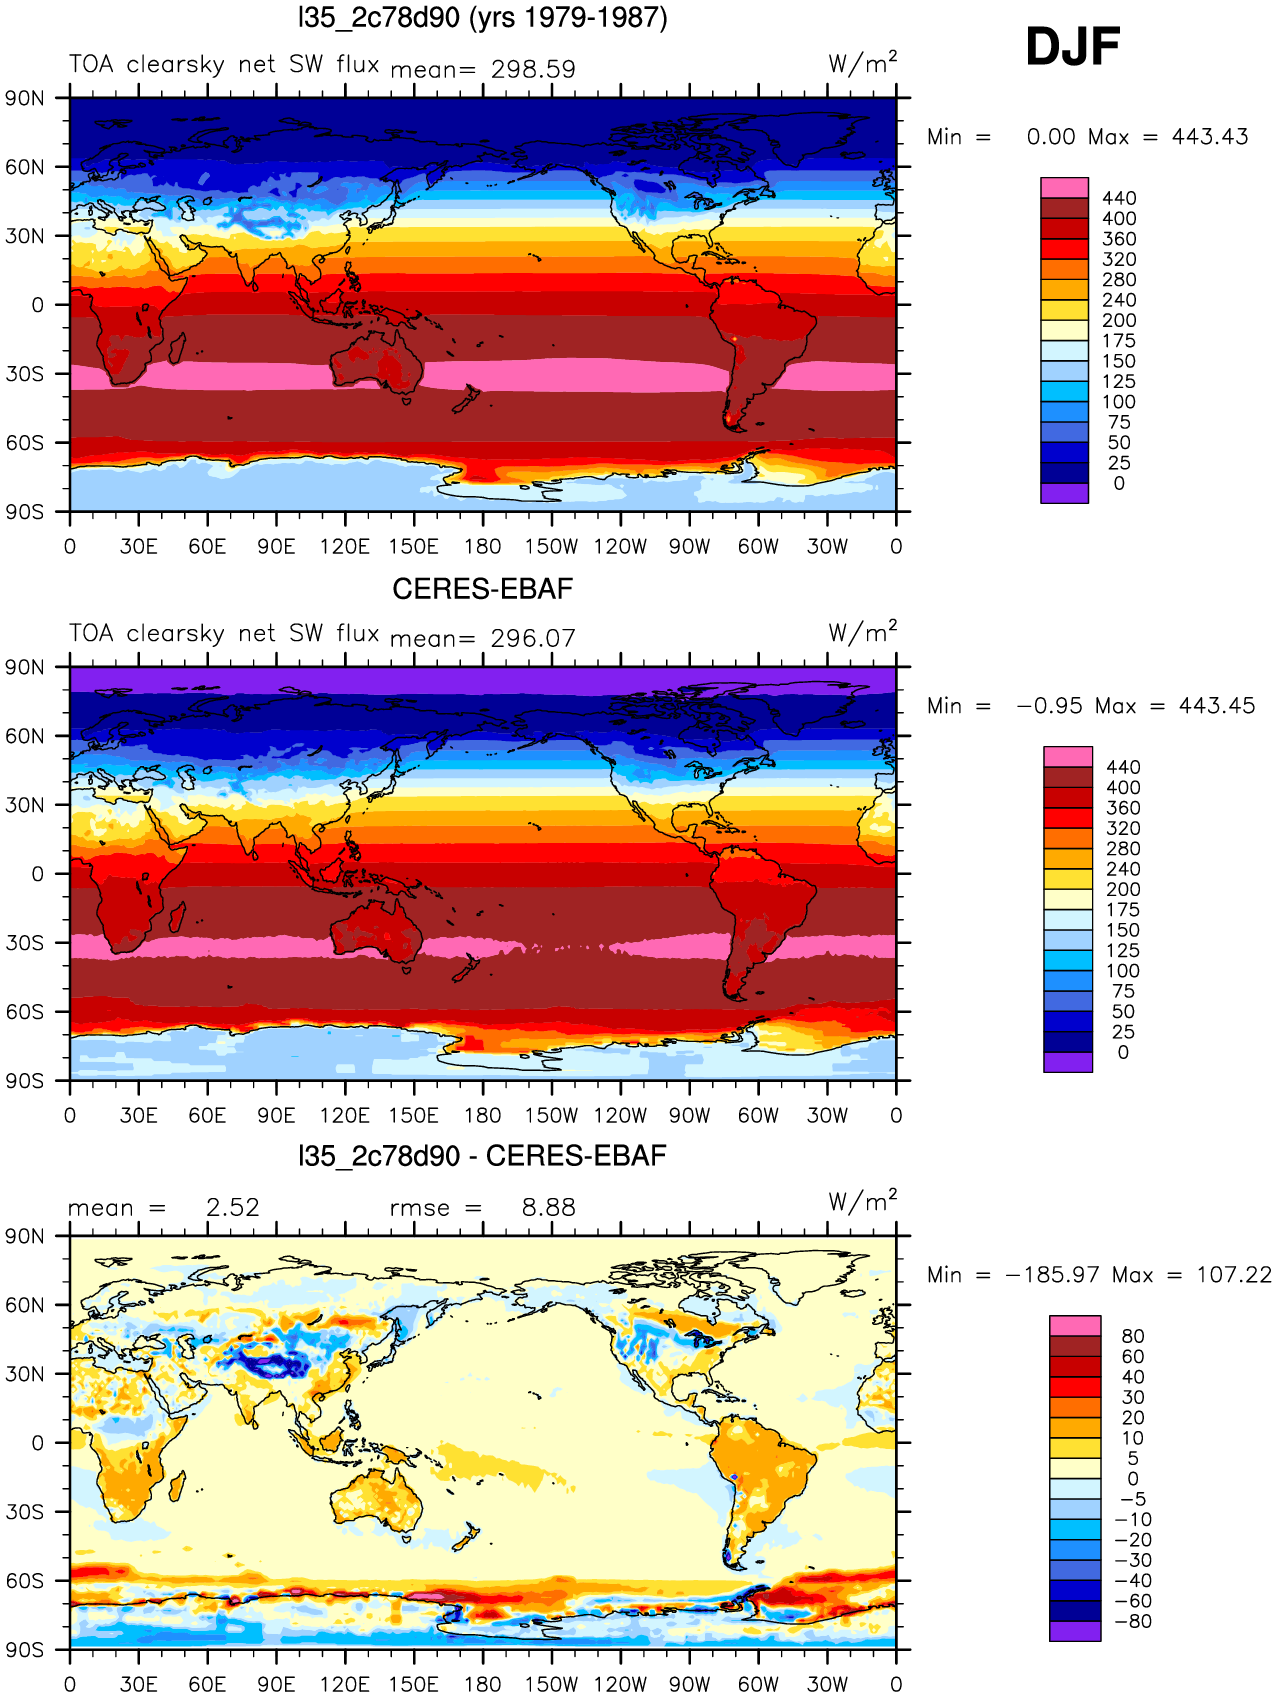 l35_2c78d90 (yrs 1979-1987)
DJF
TOA clearsky net SW flux mean= 298.59 W/m²
Min = 0.00 Max = 443.43
90N
60N
30N
0
30S
60S
90S
0 30E 60E 90E 120E 150E 180 150W 120W 90W 60W 30W 0
440
400
360
320
280
240
200
175
150
125
100
75
50
25
0
CERES-EBAF
TOA clearsky net SW flux mean= 296.07 W/m²
Min = −0.95 Max = 443.45
90N
60N
30N
0
30S
60S
90S
0 30E 60E 90E 120E 150E 180 150W 120W 90W 60W 30W 0
440
400
360
320
280
240
200
175
150
125
100
75
50
25
0
l35_2c78d90 - CERES-EBAF
mean = 2.52 rmse = 8.88 W/m²
Min = −185.97 Max = 107.22
90N
60N
30N
0
30S
60S
90S
0 30E 60E 90E 120E 150E 180 150W 120W 90W 60W 30W 0
80
60
40
30
20
10
5
0
−5
−10
−20
−30
−40
−60
−80